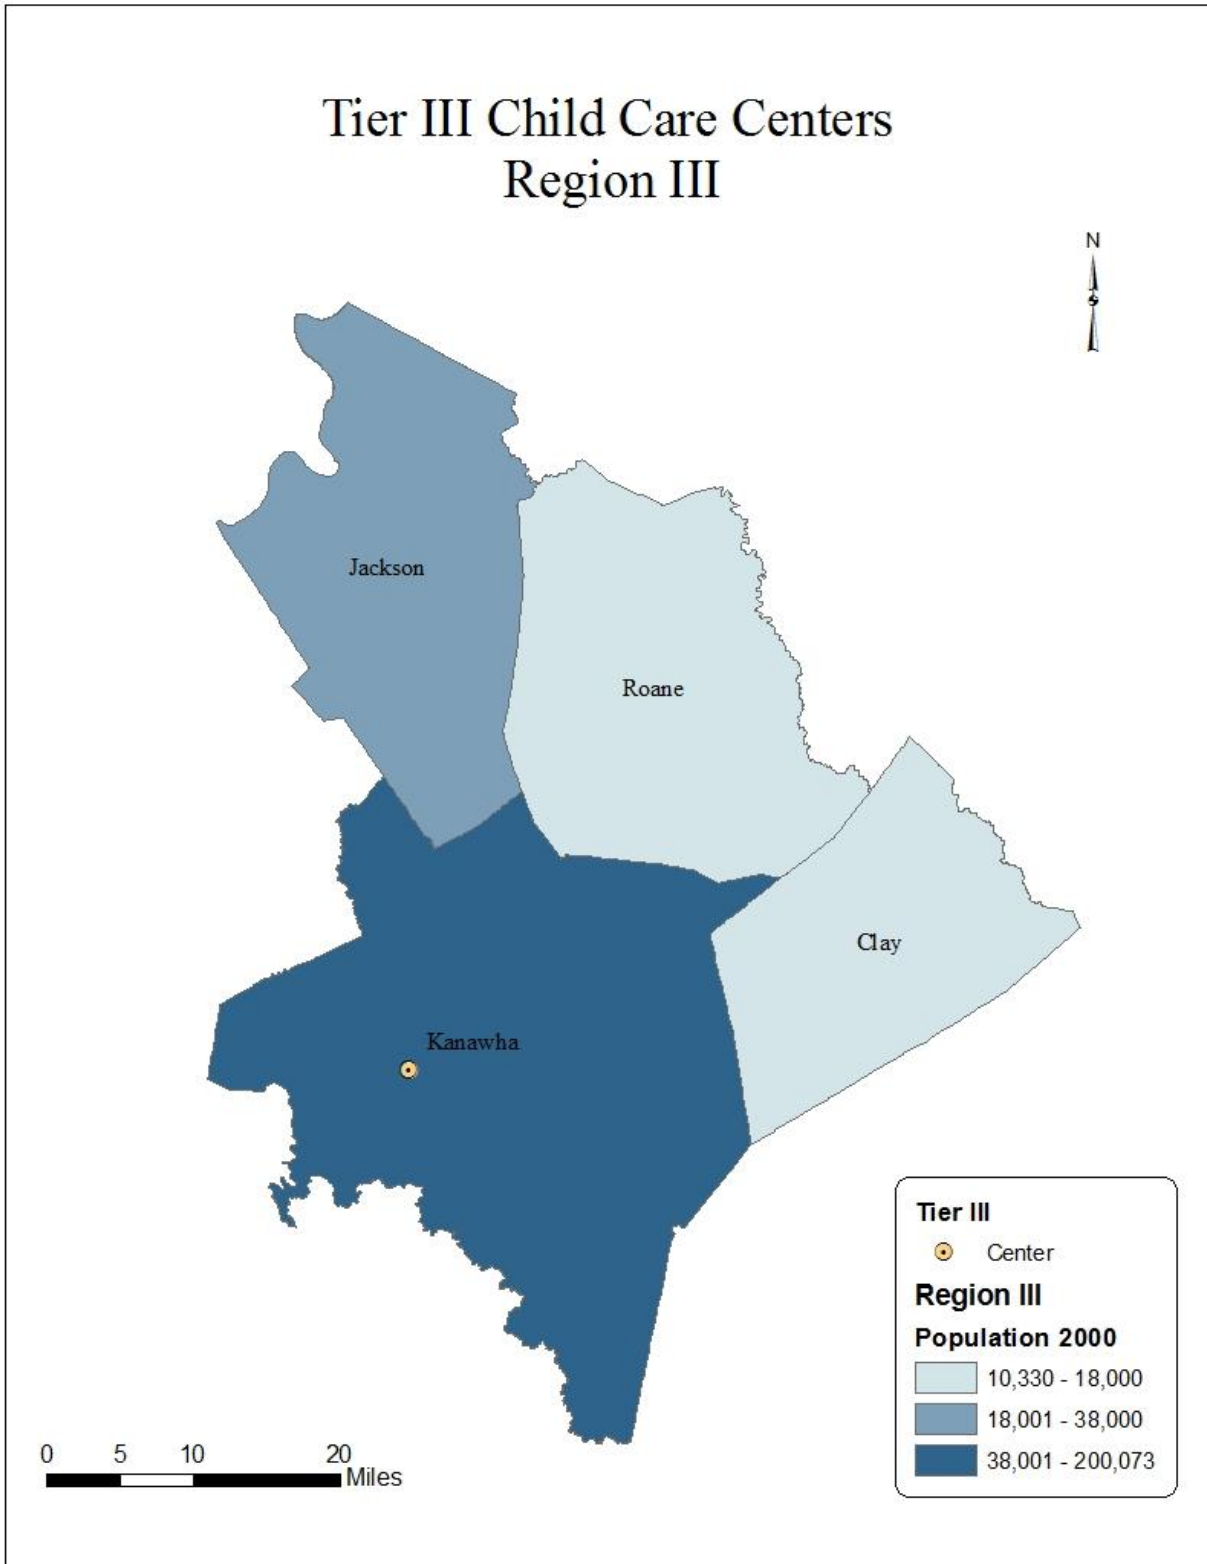 Tier III Child Care Centers
Region III
N
Jackson
Roane
Clay
Kanawha
Tier III
Center
Region III
Population 2000
10,330 - 18,000
18,001 - 38,000
38,001 - 200,073
0 5 10 20
Miles